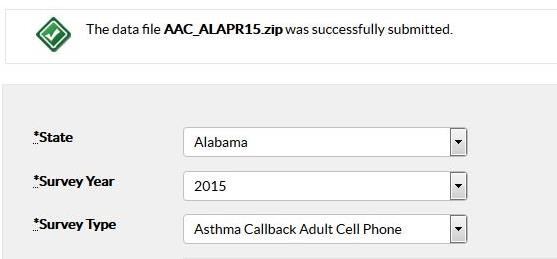 The data file AAC_ALAPR15.zip was successfully submitted.
*State Alabama
*Survey Year 2015
*Survey Type Asthma Callback Adult Cell Phone